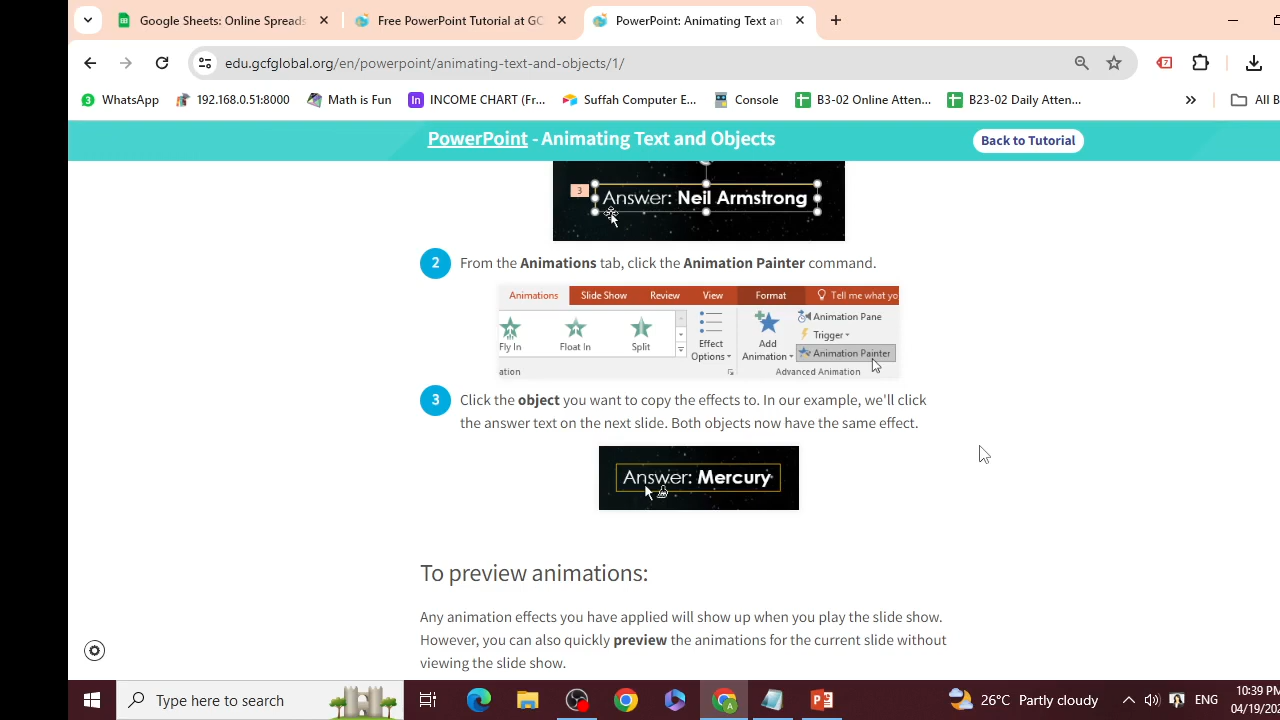 Google Sheets: Online Spreads
Free PowerPoint Tutorial at GC
PowerPoint: Animating Text an
edu.gcfglobal.org/en/powerpoint/animating-text-and-objects/1/
7
3 WhatsApp
192.168.0.51:8000
Math is Fun
In INCOME CHART (Fr...
Suffah Computer E...
Console
B3-02 Online Atten...
B23-02 Daily Atten...
All B
PowerPoint - Animating Text and Objects
Back to Tutorial
3
Answer: Neil Armstrong
2 From the Animations tab, click the Animation Painter command.
Animations Slide Show Review View Format Tell me what yo
Fly In Float In Split
Effect Options
Add Animation
Animation Pane
Trigger
Animation Painter
ation
Advanced Animation
3 Click the object you want to copy the effects to. In our example, we'll click
the answer text on the next slide. Both objects now have the same effect.
Answer: Mercury
To preview animations:
Any animation effects you have applied will show up when you play the slide show.
However, you can also quickly preview the animations for the current slide without
viewing the slide show.
Type here to search
26°C Partly cloudy
ENG
10:39 PM
04/19/202